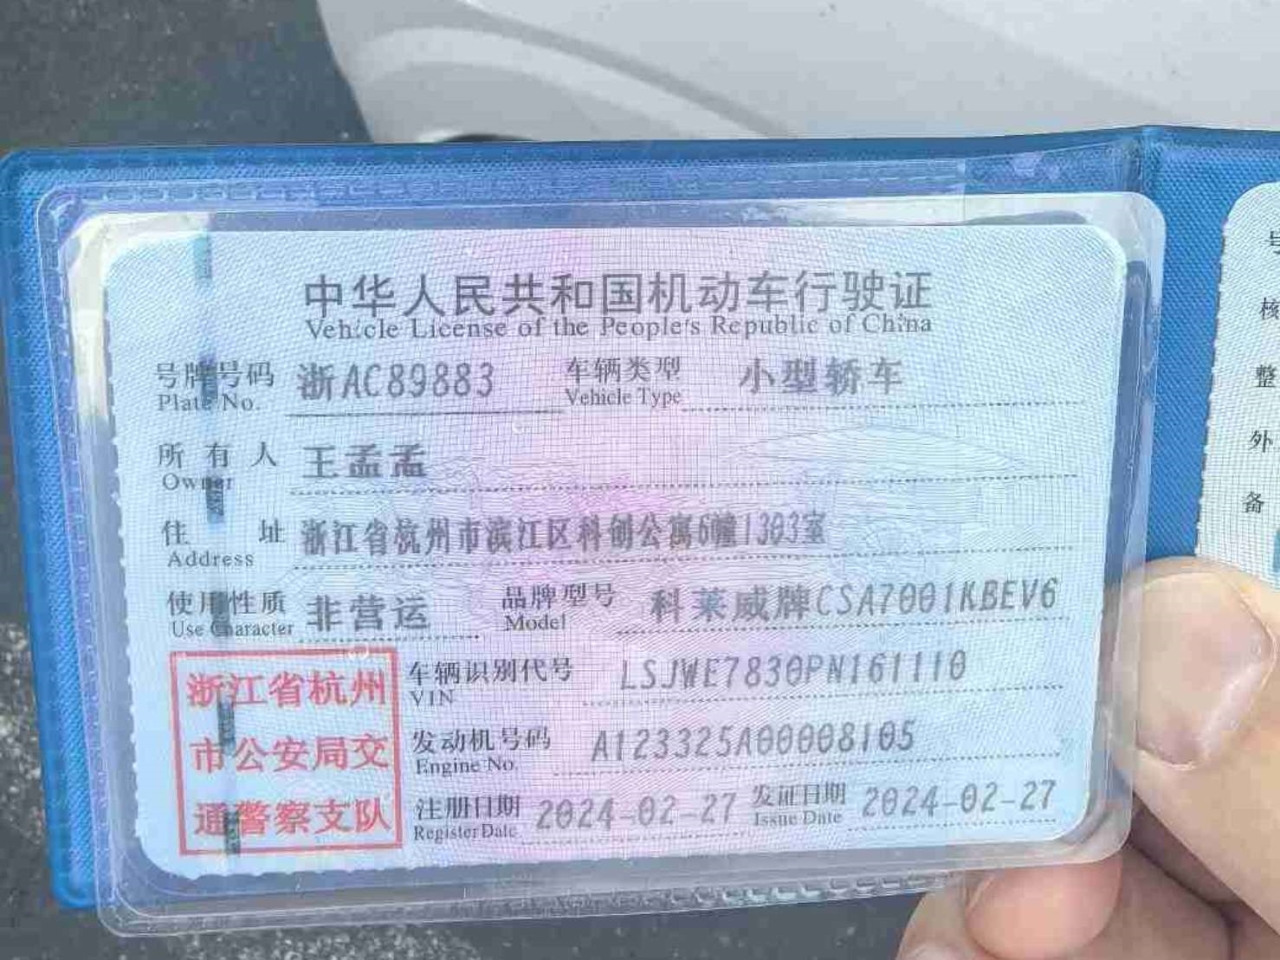 中华人民共和国机动车行驶证
Vehicle License of the People's Republic of China
号牌号码 浙AC89883 车辆类型 小型轿车
Plate No. Vehicle Type
所有人 王孟孟
Owner
住址 浙江省杭州市滨江区科创公寓6幢1303室
Address
使用性质 非营运 品牌型号 科莱威牌CSA7001KBEV6
Use Character Model
浙江省杭州
市公安局交
通警察支队
车辆识别代号 LSJWE7830PN161110
VIN
发动机号码 A123325A00008105
Engine No.
注册日期 2024-02-27 发证日期 2024-02-27
Register Date Issue Date
号
核
整
外
备